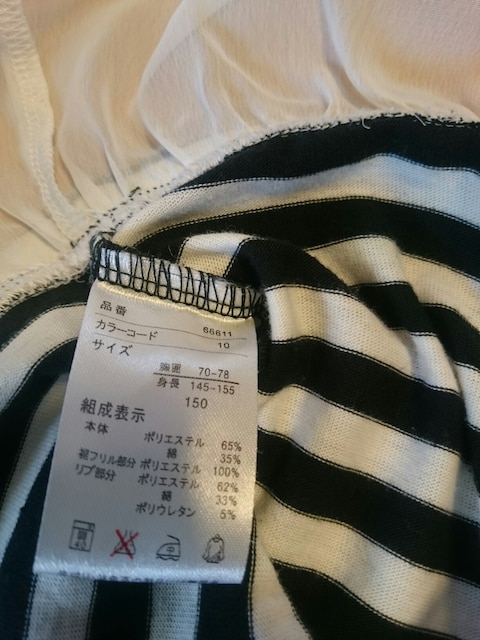 品番 66611
カラーコード 10
サイズ
胸囲 70~78
身長 145~155
150
組成表示
本体 ポリエステル 65%
綿 35%
裾フリル部分 ポリエステル 100%
リブ部分 ポリエステル 62%
綿 33%
ポリウレタン 5%